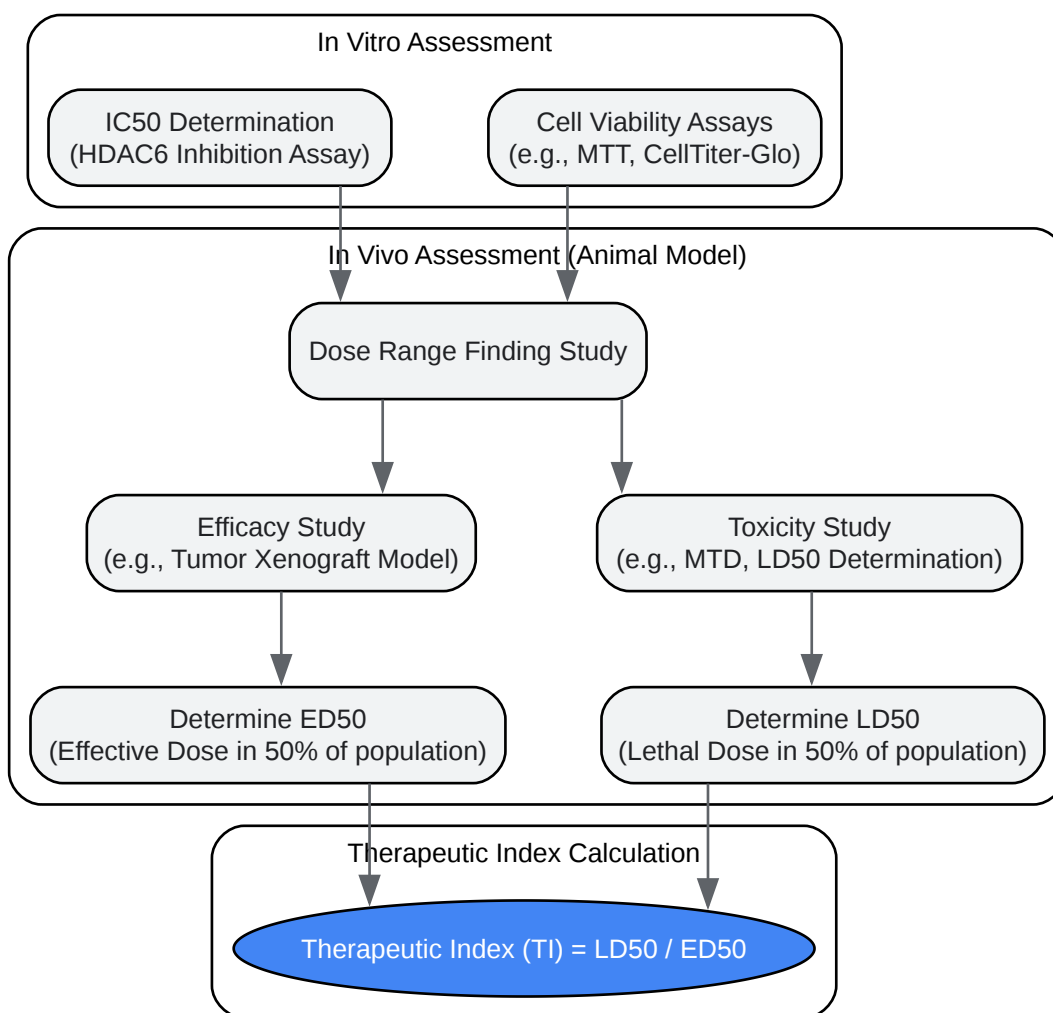 In Vitro Assessment
IC50 Determination
(HDAC6 Inhibition Assay)
Cell Viability Assays
(e.g., MTT, CellTiter-Glo)
In Vivo Assessment (Animal Model)
Dose Range Finding Study
Efficacy Study
(e.g., Tumor Xenograft Model)
Toxicity Study
(e.g., MTD, LD50 Determination)
Determine ED50
(Effective Dose in 50% of population)
Determine LD50
(Lethal Dose in 50% of population)
Therapeutic Index Calculation
Therapeutic Index (TI) = LD50 / ED50